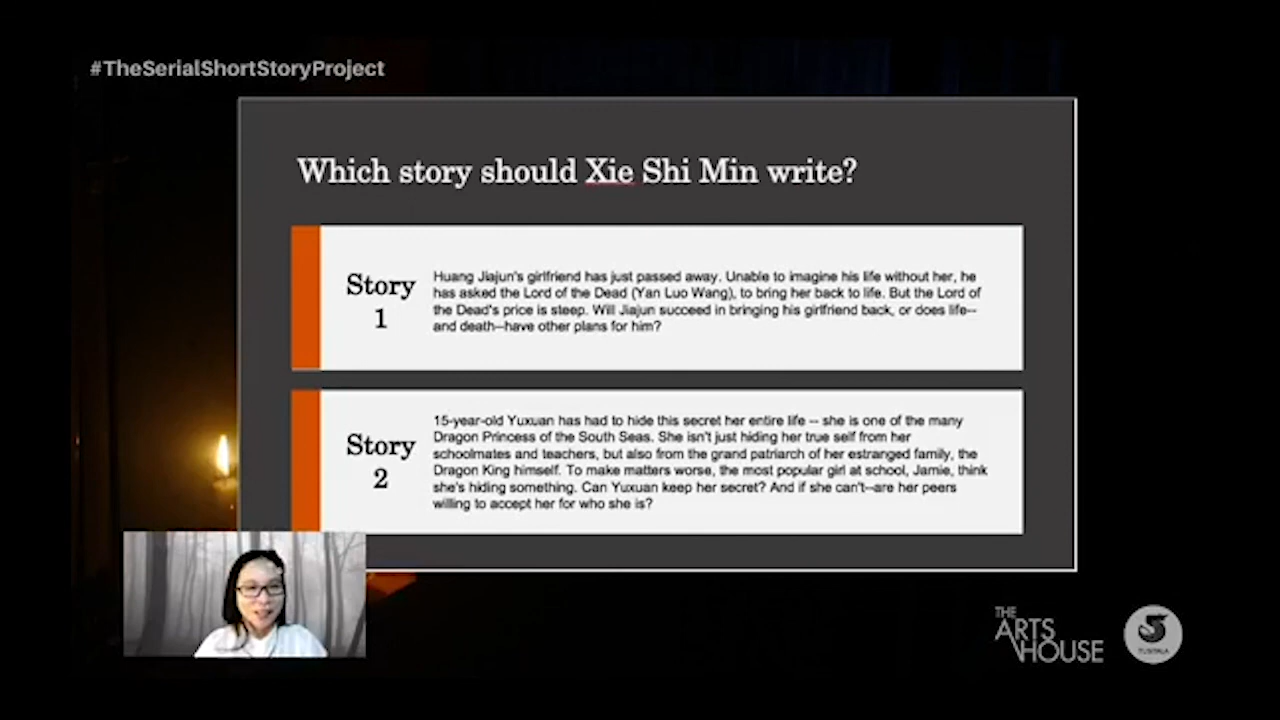 #TheSerialShortStoryProject
Which story should Xie Shi Min write?
Story
1
Huang Jiajun's girlfriend has just passed away. Unable to imagine his life without her, he
has asked the Lord of the Dead (Yan Luo Wang), to bring her back to life. But the Lord of
the Dead's price is steep. Will Jiajun succeed in bringing his girlfriend back, or does life--
and death--have other plans for him?
Story
2
15-year-old Yuxuan has had to hide this secret her entire life -- she is one of the many
Dragon Princess of the South Seas. She isn't just hiding her true self from her
schoolmates and teachers, but also from the grand patriarch of her estranged family, the
Dragon King himself. To make matters worse, the most popular girl at school, Jamie, think
she's hiding something. Can Yuxuan keep her secret? And if she can't--are her peers
willing to accept her for who she is?
THE
ARTS
HOUSE
TUSITALA